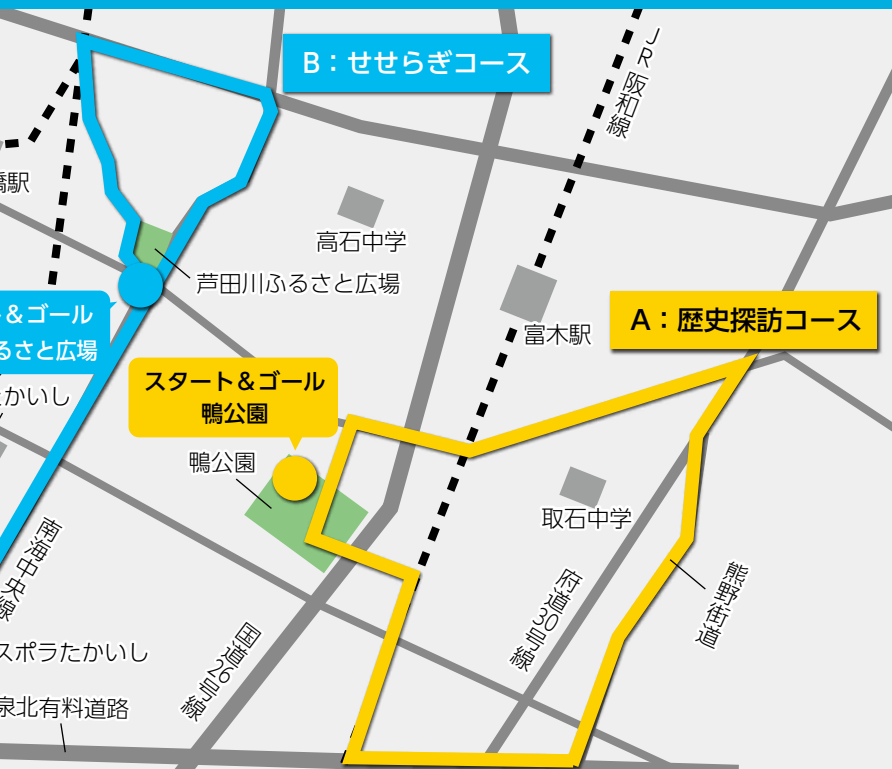 B：せせらぎコース
JR阪和線
橋駅
高石中学
芦田川ふるさと広場
A：歴史探訪コース
富木駅
ト＆ゴール
るさと広場
スタート＆ゴール
鴨公園
たかいし
鴨公園
取石中学
南海中央線
府道30号線
熊野街道
国道26号線
スポラたかいし
泉北有料道路